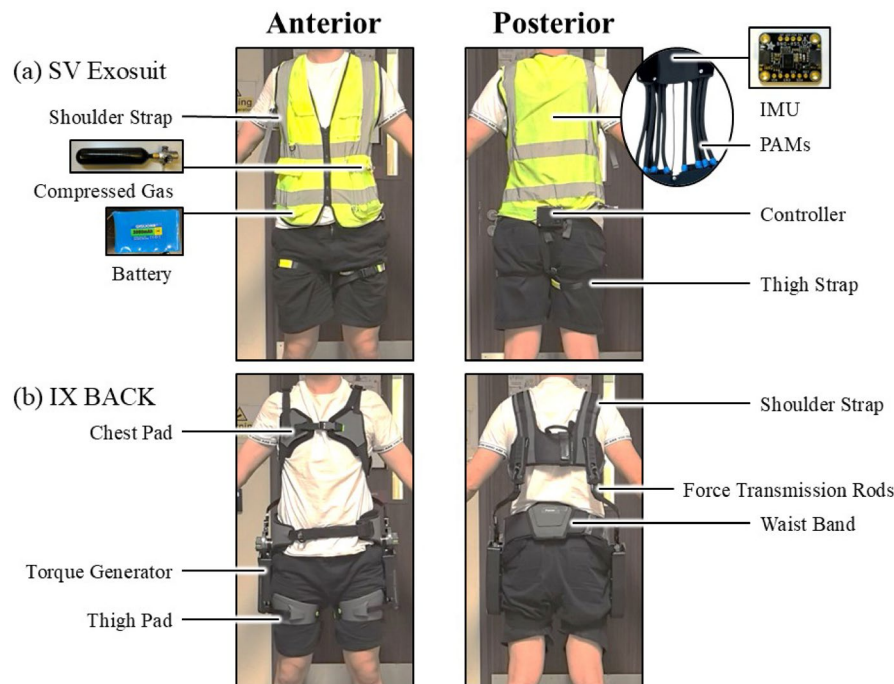 Anterior
Posterior
(a) SV Exosuit
Shoulder Strap
Compressed Gas
Battery
IMU
PAMs
Controller
Thigh Strap
(b) IX BACK
Chest Pad
Torque Generator
Thigh Pad
Shoulder Strap
Force Transmission Rods
Waist Band